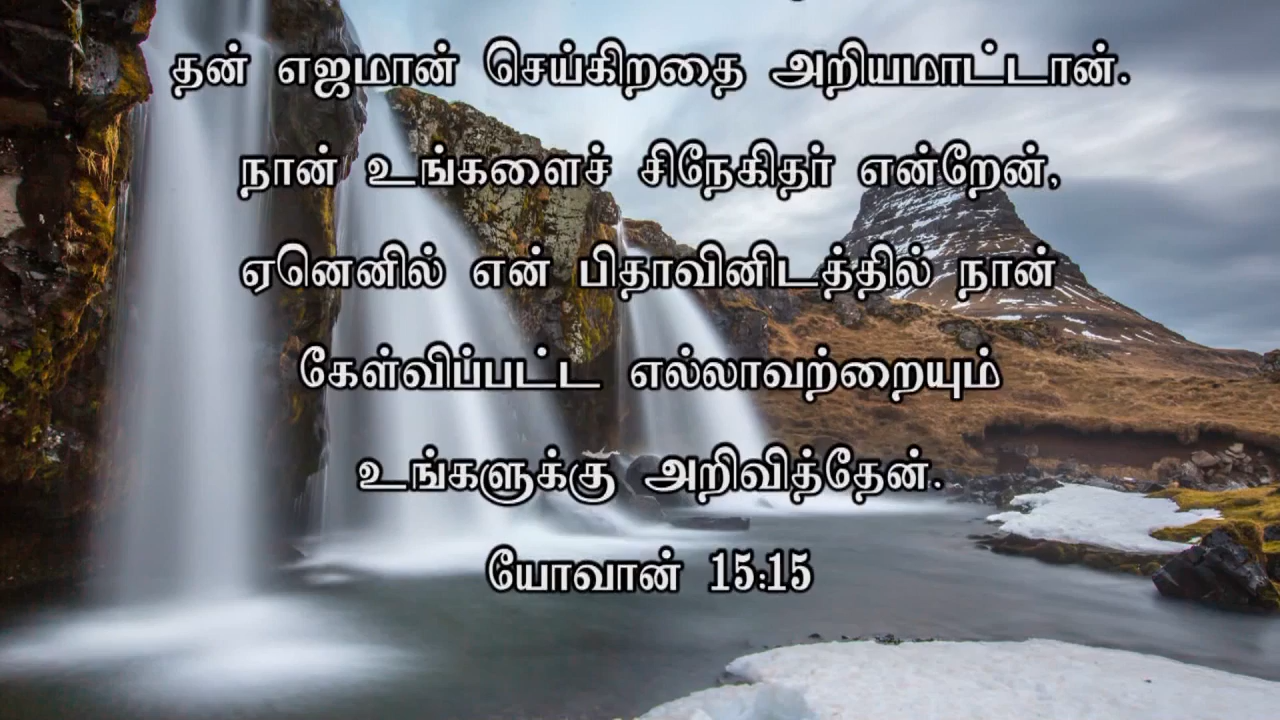 தன் எஜமான் செய்கிறதை அறியமாட்டான்.
நான் உங்களைச் சிநேகிதர் என்றேன்,
ஏனெனில் என் பிதாவினிடத்தில் நான்
கேள்விப்பட்ட எல்லாவற்றையும்
உங்களுக்கு அறிவித்தேன்.
யோவான் 15:15